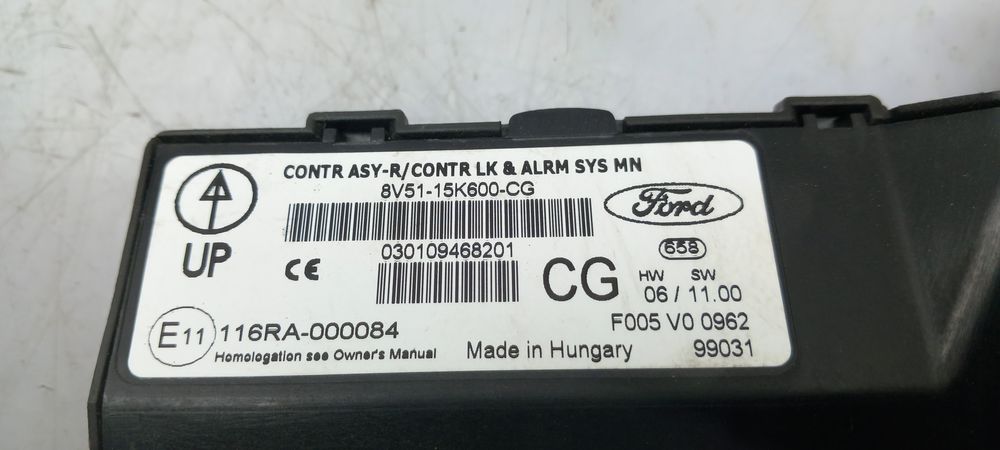 CONTR ASY-R/CONTR LK & ALRM SYS MN
8V51-15K600-CG
Ford
UP
030109468201
CE
CG
658
HW SW
06 / 11.00
E11 116RA-000084
F005 V0 0962
Homologation see Owner's Manual
Made in Hungary
99031